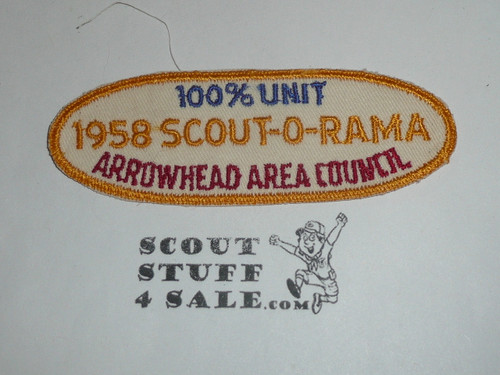 100% UNIT
1958 SCOUT-O-RAMA
ARROWHEAD AREA COUNCIL
SCOUT
STUFF
4 SALE.COM